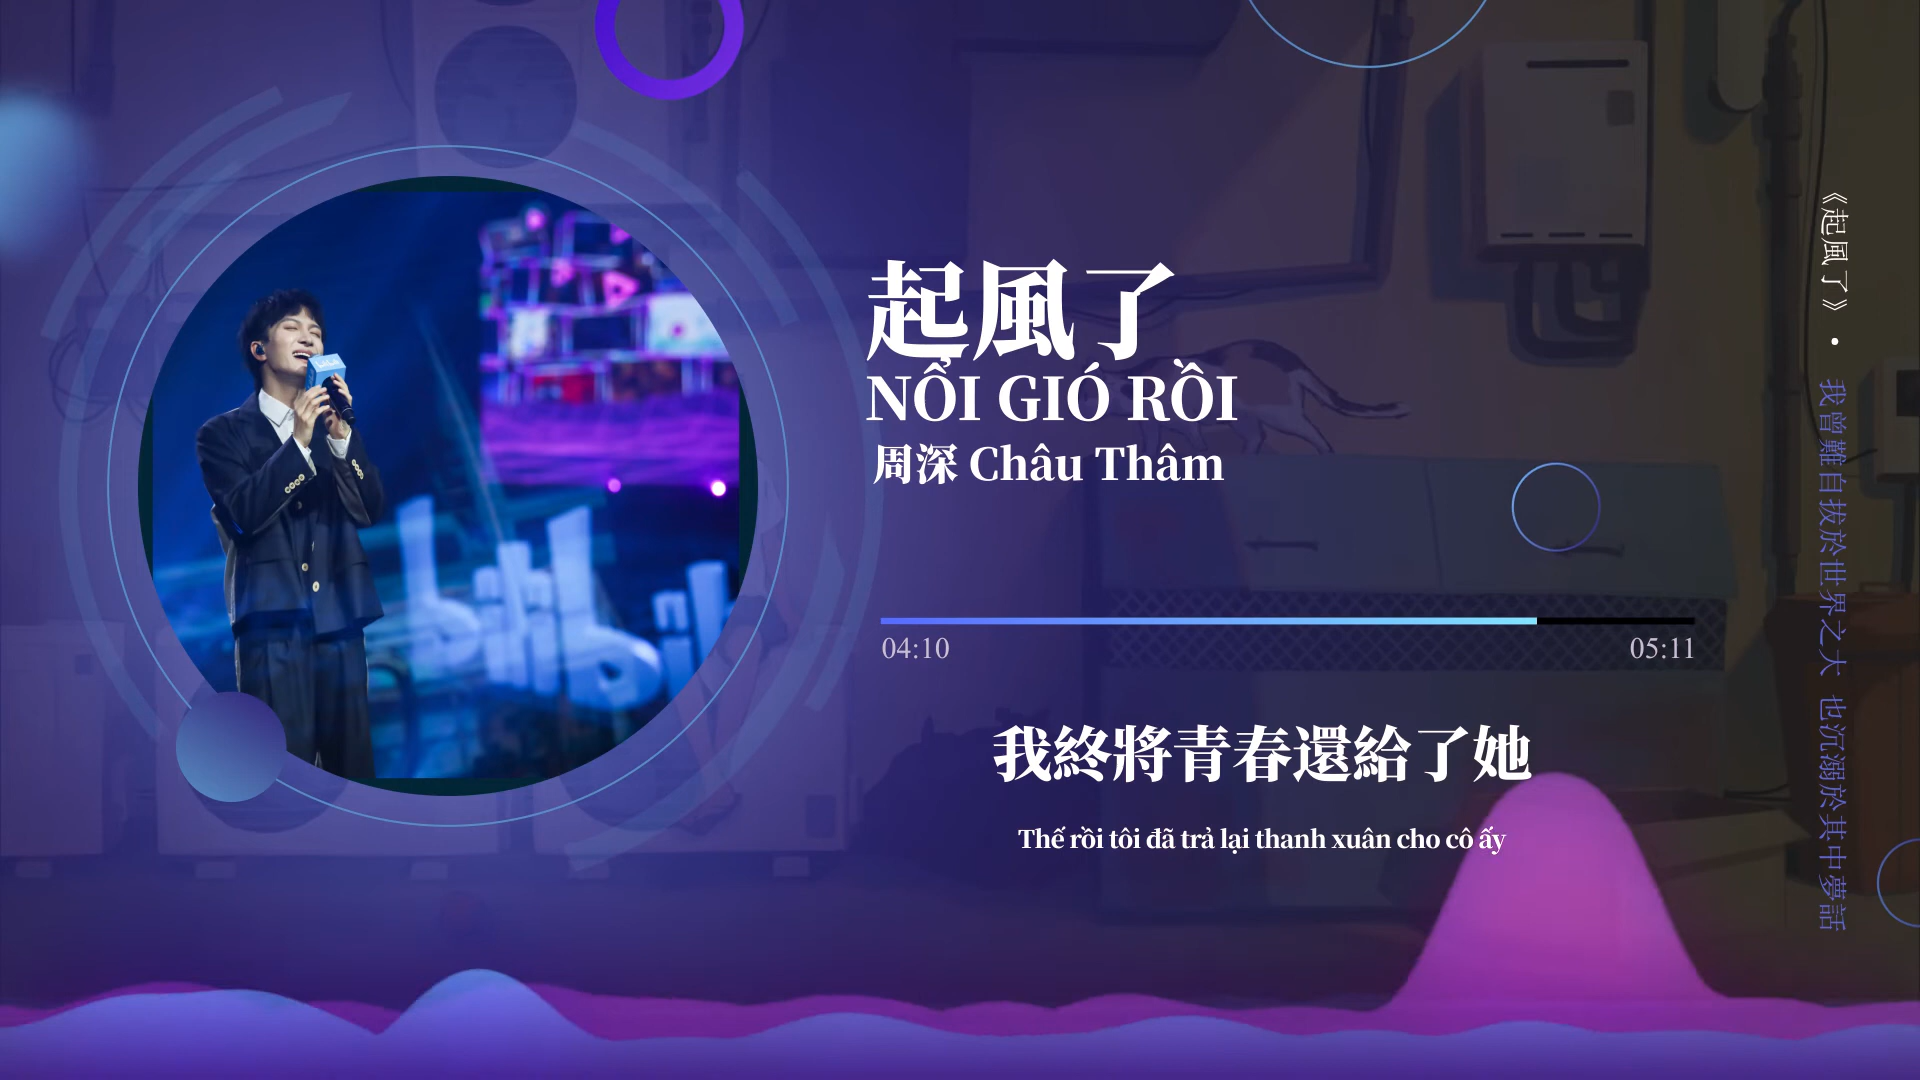 起風了
NỔI GIÓ RỒI
周深 Châu Thâm
04:10
05:11
我終將青春還給了她
Thế rồi tôi đã trả lại thanh xuân cho cô ấy
《起風了》 • 我曾難自拔於世界之大 也沉溺於其中夢話
bilibili